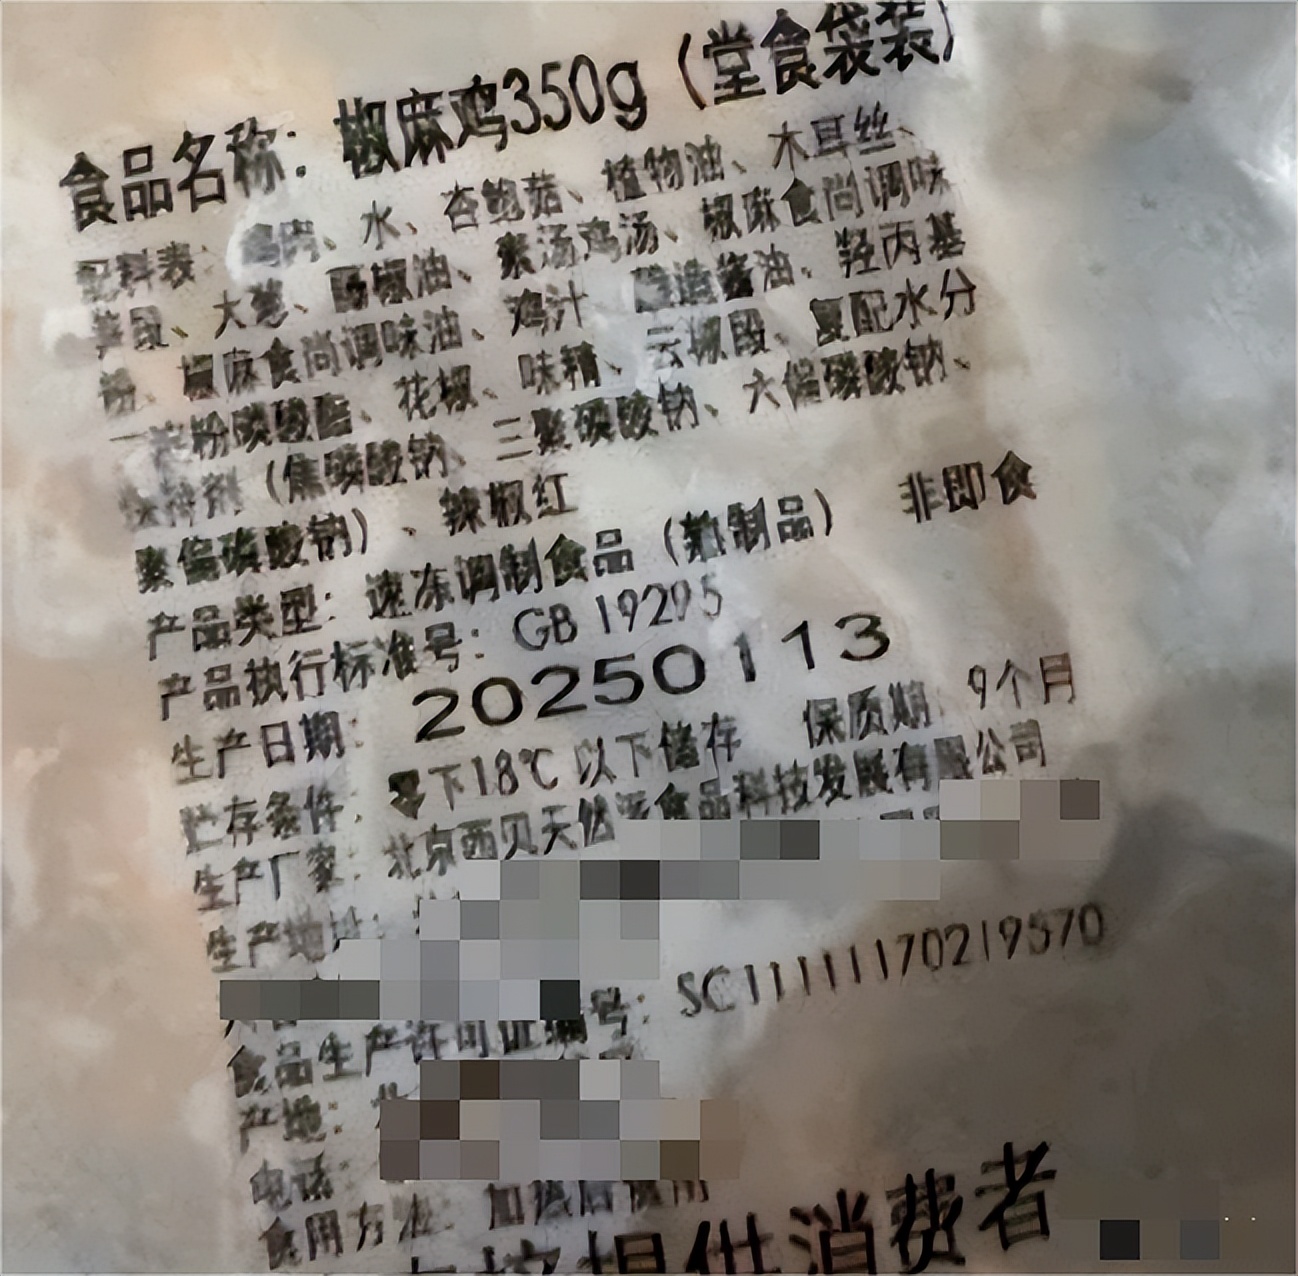 食品名称：椒麻鸡350g（堂食袋装）
配料表：鸡肉、水、杏鲍菇、植物油、木耳丝、
笋段、大葱、藤椒油、浆汤鸡汤、椒麻食尚调味
粉、椒麻食尚调味油、鸡汁、酿造酱油、羟丙基
二淀粉磷酸酯、花椒、味精、云椒段、复配水分
保持剂（焦磷酸钠、三聚磷酸钠、六偏磷酸钠、
聚偏磷酸钠）、辣椒红
产品类型：速冻调制食品（熟制品） 非即食
产品执行标准号：GB 19295
生产日期：20250113
贮存条件：零下18℃以下储存 保质期：9个月
生产厂家：北京西贝天然派食品科技发展有限公司
生产地址：
食品生产许可证编号：SC11111170219570
产地：
电话：
食用方法：加热后食用
提供消费者